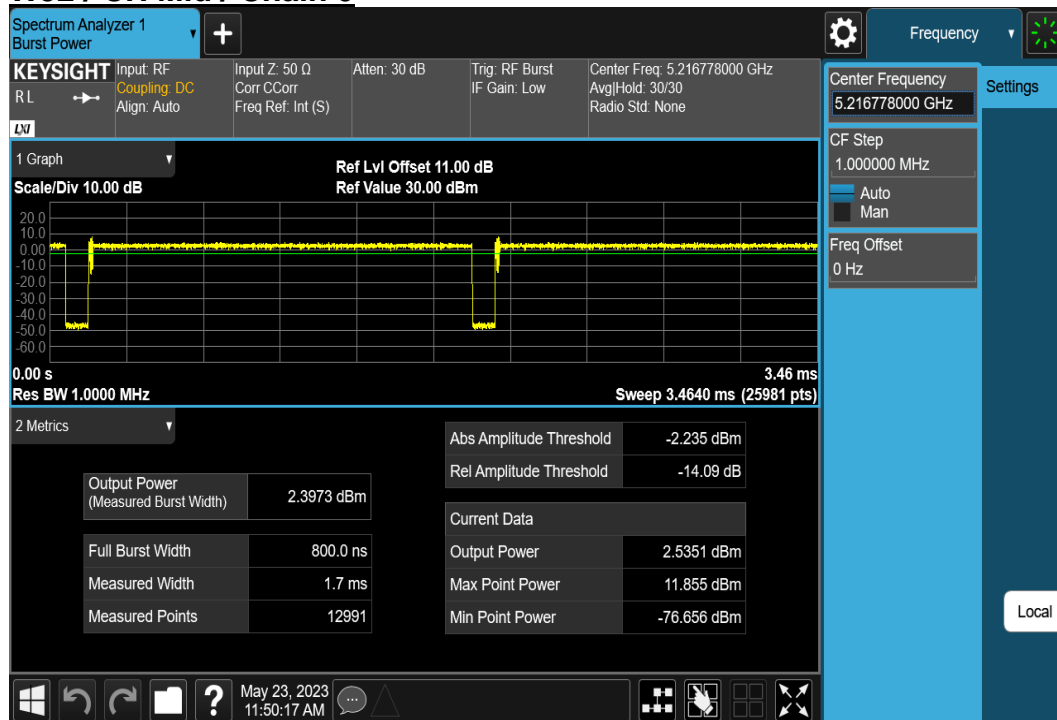 Spectrum Analyzer 1
Burst Power
Frequency
KEYSIGHT
R L
LXI
Input: RF
Coupling: DC
Align: Auto
Input Z: 50 Ω
Corr CCorr
Freq Ref: Int (S)
Atten: 30 dB
Trig: RF Burst
IF Gain: Low
Center Freq: 5.216778000 GHz
Avg|Hold: 30/30
Radio Std: None
Center Frequency
5.216778000 GHz
Settings
CF Step
1.000000 MHz
Auto
Man
Freq Offset
0 Hz
1 Graph
Scale/Div 10.00 dB
Ref Lvl Offset 11.00 dB
Ref Value 30.00 dBm
20.0
10.0
0.00
-10.0
-20.0
-30.0
-40.0
-50.0
-60.0
0.00 s
3.46 ms
Res BW 1.0000 MHz
Sweep 3.4640 ms (25981 pts)
2 Metrics
Output Power
(Measured Burst Width)
2.3973 dBm
Full Burst Width 800.0 ns
Measured Width 1.7 ms
Measured Points 12991
Abs Amplitude Threshold -2.235 dBm
Rel Amplitude Threshold -14.09 dB
Current Data
Output Power 2.5351 dBm
Max Point Power 11.855 dBm
Min Point Power -76.656 dBm
Local
May 23, 2023
11:50:17 AM